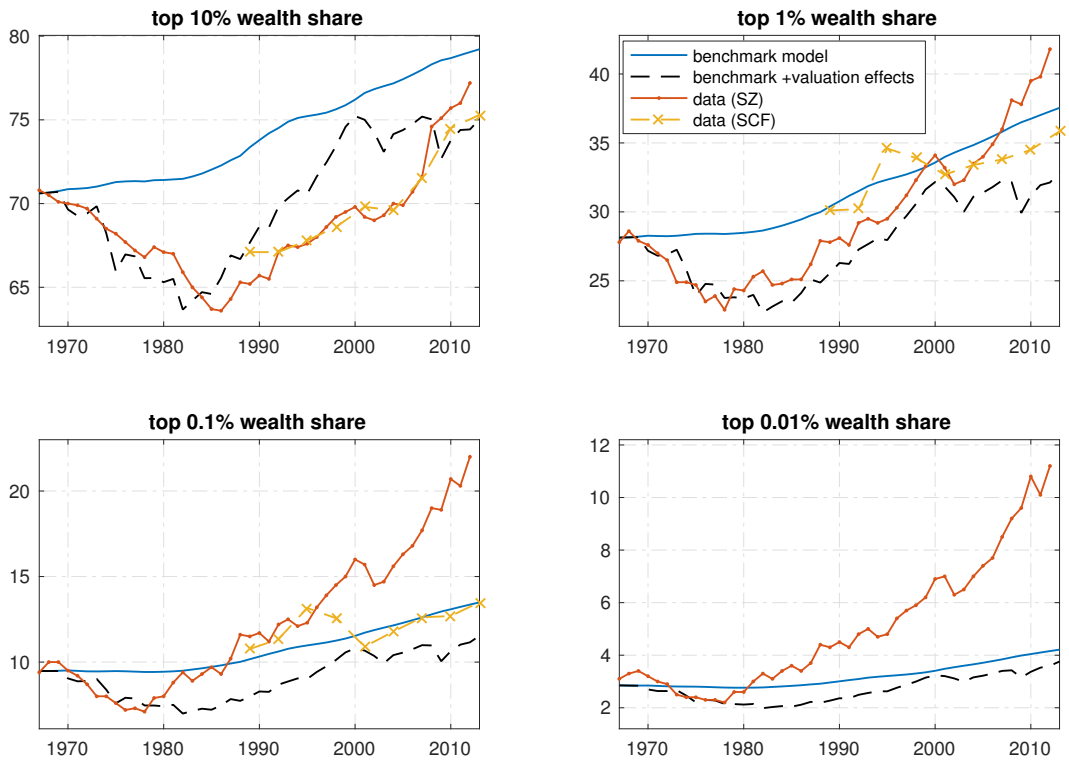 top 10% wealth share
80
75
70
65
1970 1980 1990 2000 2010
top 1% wealth share
benchmark model
benchmark +valuation effects
data (SZ)
data (SCF)
40
35
30
25
1970 1980 1990 2000 2010
top 0.1% wealth share
20
15
10
1970 1980 1990 2000 2010
top 0.01% wealth share
12
10
8
6
4
2
1970 1980 1990 2000 2010